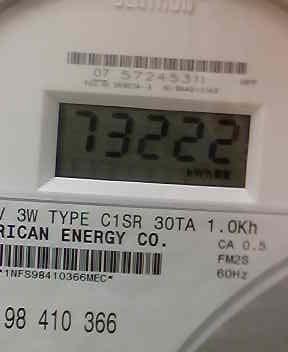 07 57245311
73222
kWh
V 3W TYPE C1SR 30TA 1.0Kh
RICAN ENERGY CO.
CA 0.5
FM2S
60Hz
*1NFS98410366MEC*
98 410 366